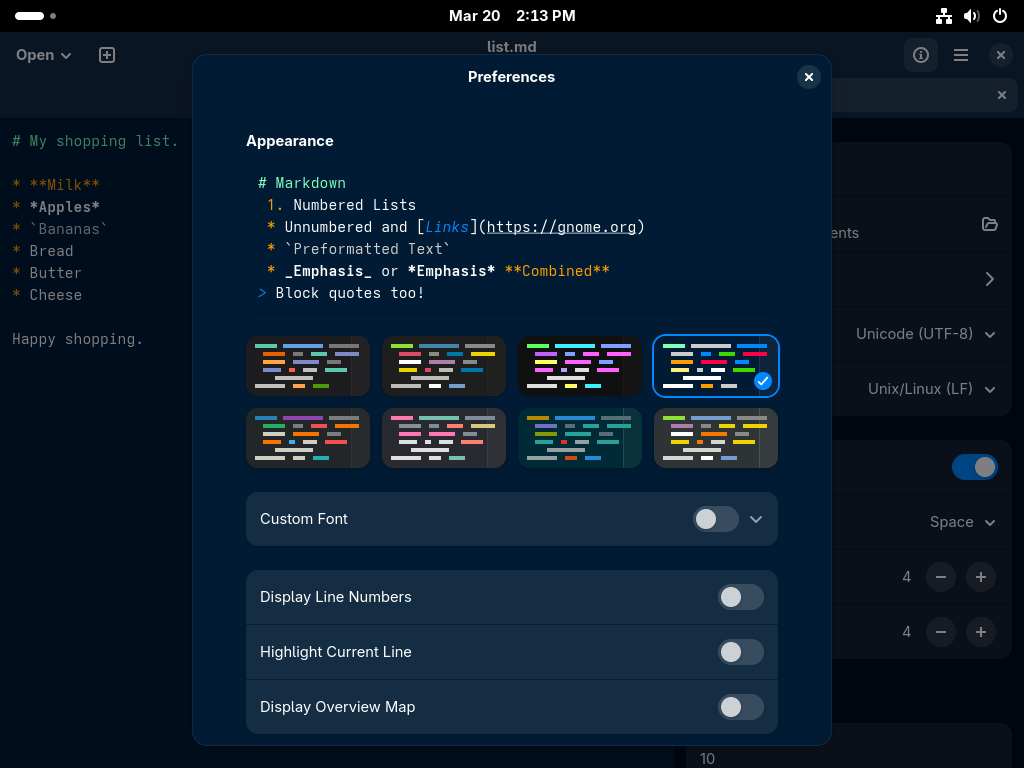 Mar 20 2:13 PM
Open
list.md
Preferences
# My shopping list.
* **Milk**
* *Apples*
* `Bananas`
* Bread
* Butter
* Cheese
Happy shopping.
Appearance
# Markdown
1. Numbered Lists
* Unnumbered and [Links](https://gnome.org)
* `Preformatted Text`
* _Emphasis_ or *Emphasis* **Combined**
> Block quotes too!
Custom Font
Display Line Numbers
Highlight Current Line
Display Overview Map
Unicode (UTF-8)
Unix/Linux (LF)
Space
4
4
10